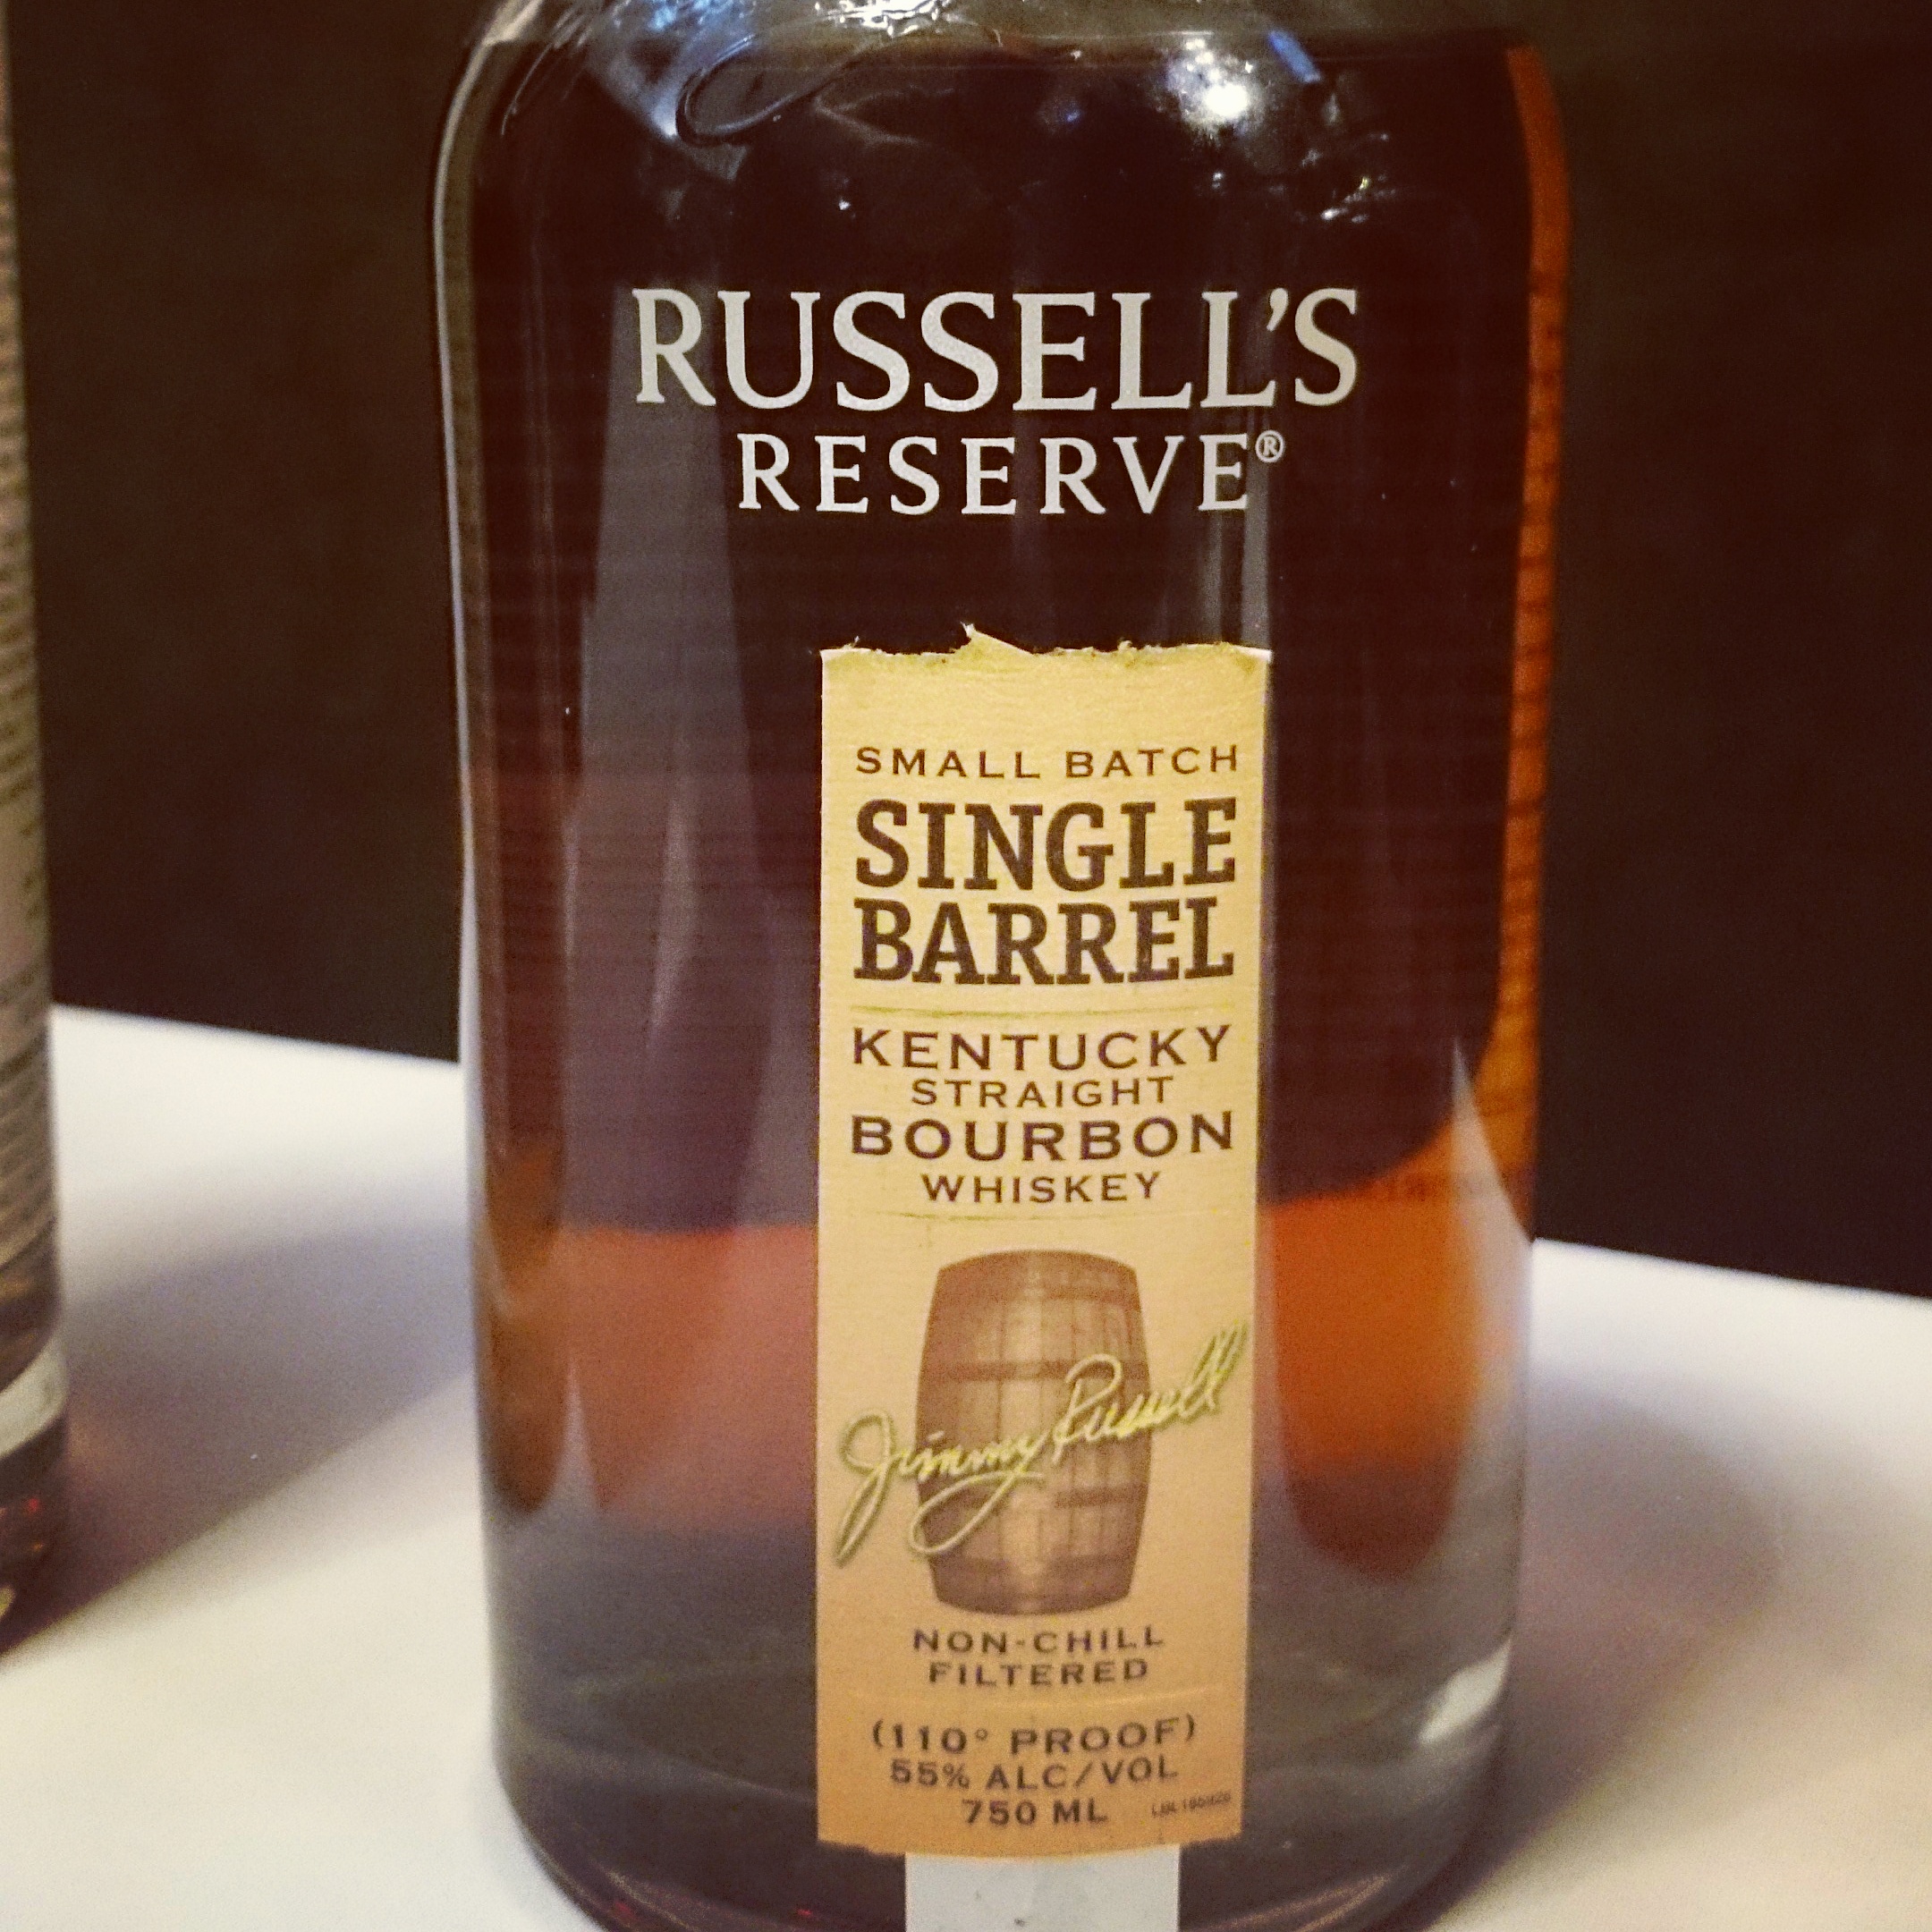 RUSSELL'S
RESERVE®
SMALL BATCH
SINGLE
BARREL
KENTUCKY
STRAIGHT
BOURBON
WHISKEY
Jimmy Russell
NON-CHILL
FILTERED
(110° PROOF)
55% ALC/VOL
750 ML